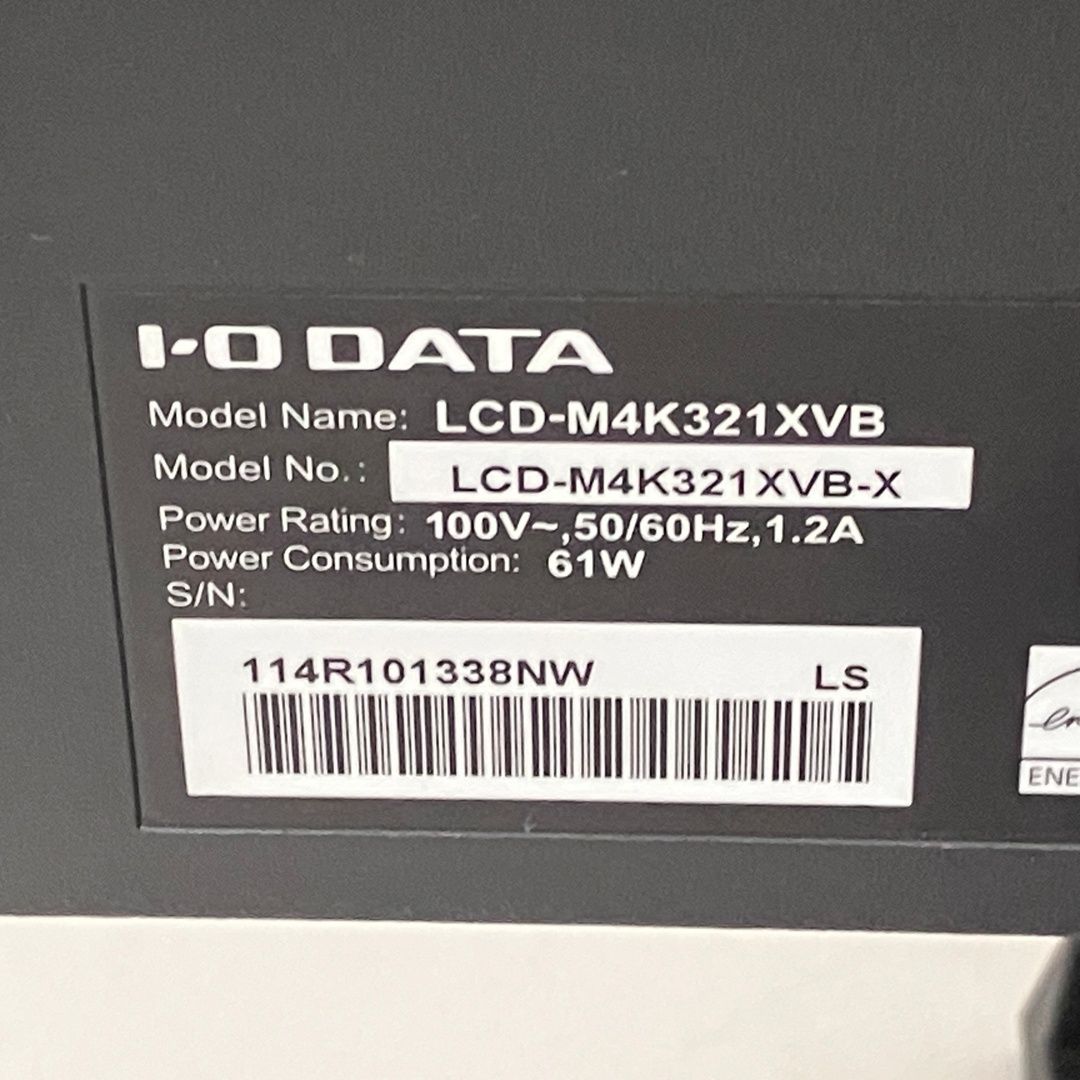 I-O DATA
Model Name: LCD-M4K321XVB
Model No.: LCD-M4K321XVB-X
Power Rating: 100V~,50/60Hz,1.2A
Power Consumption: 61W
S/N:
114R101338NW LS